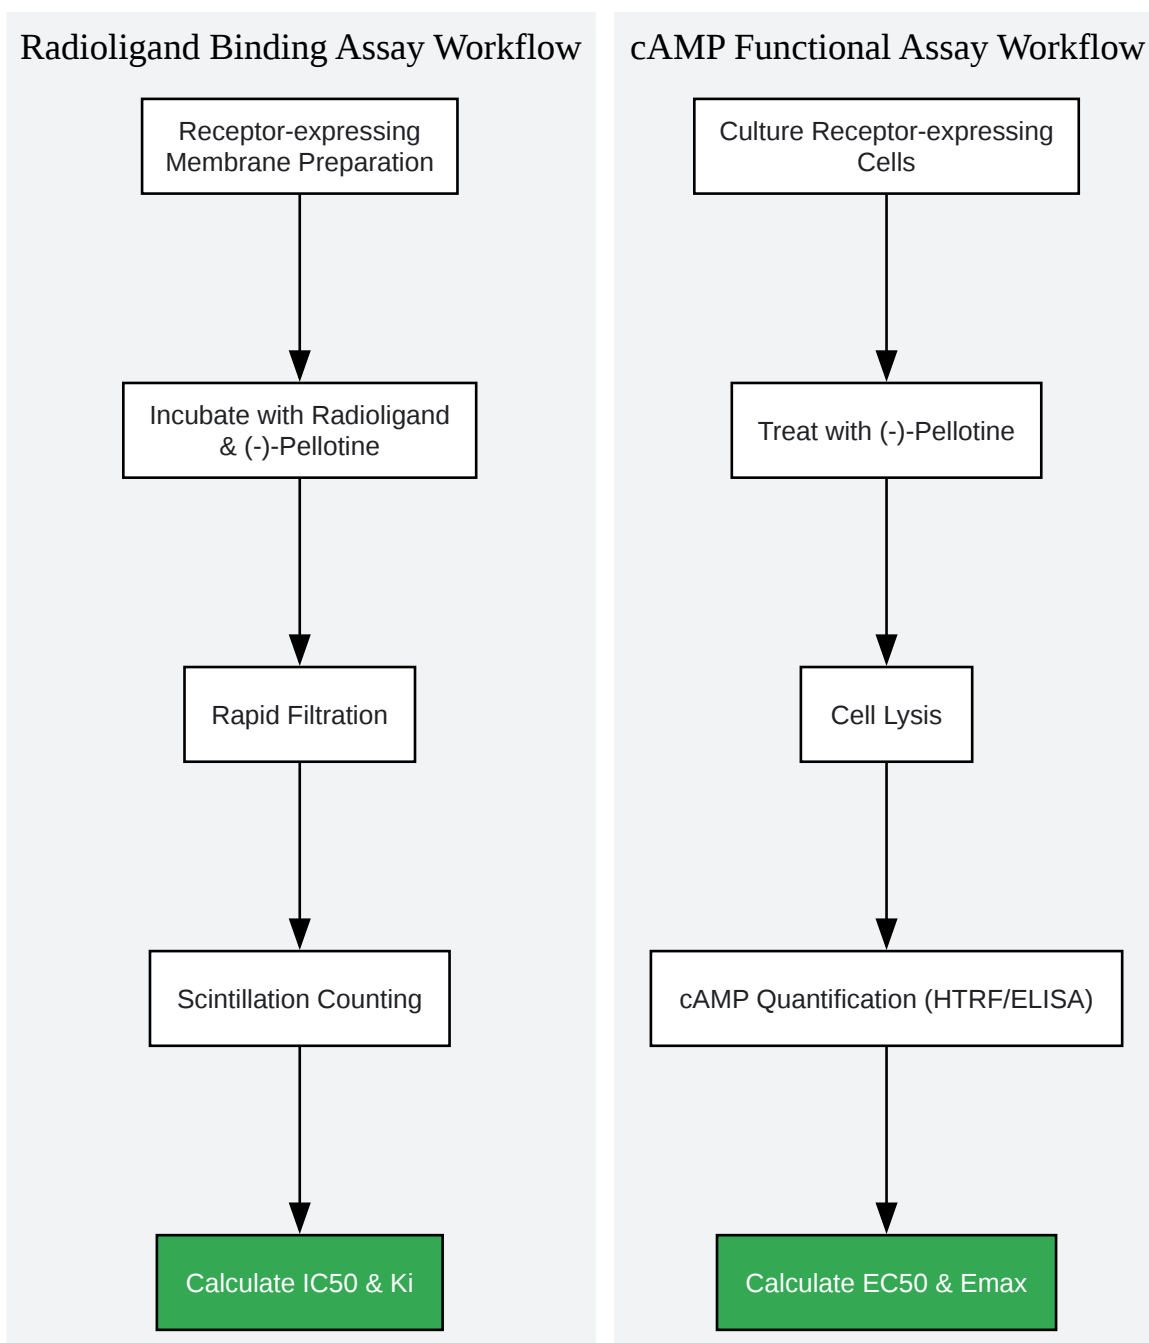 Radioligand Binding Assay Workflow
Receptor-expressing
Membrane Preparation
Incubate with Radioligand
& (-)-Pellotine
Rapid Filtration
Scintillation Counting
Calculate IC50 & Ki
cAMP Functional Assay Workflow
Culture Receptor-expressing
Cells
Treat with (-)-Pellotine
Cell Lysis
cAMP Quantification (HTRF/ELISA)
Calculate EC50 & Emax